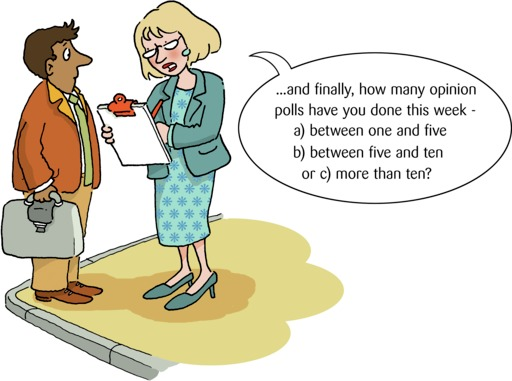 ...and finally, how many opinion
polls have you done this week -
a) between one and five
b) between five and ten
or c) more than ten?